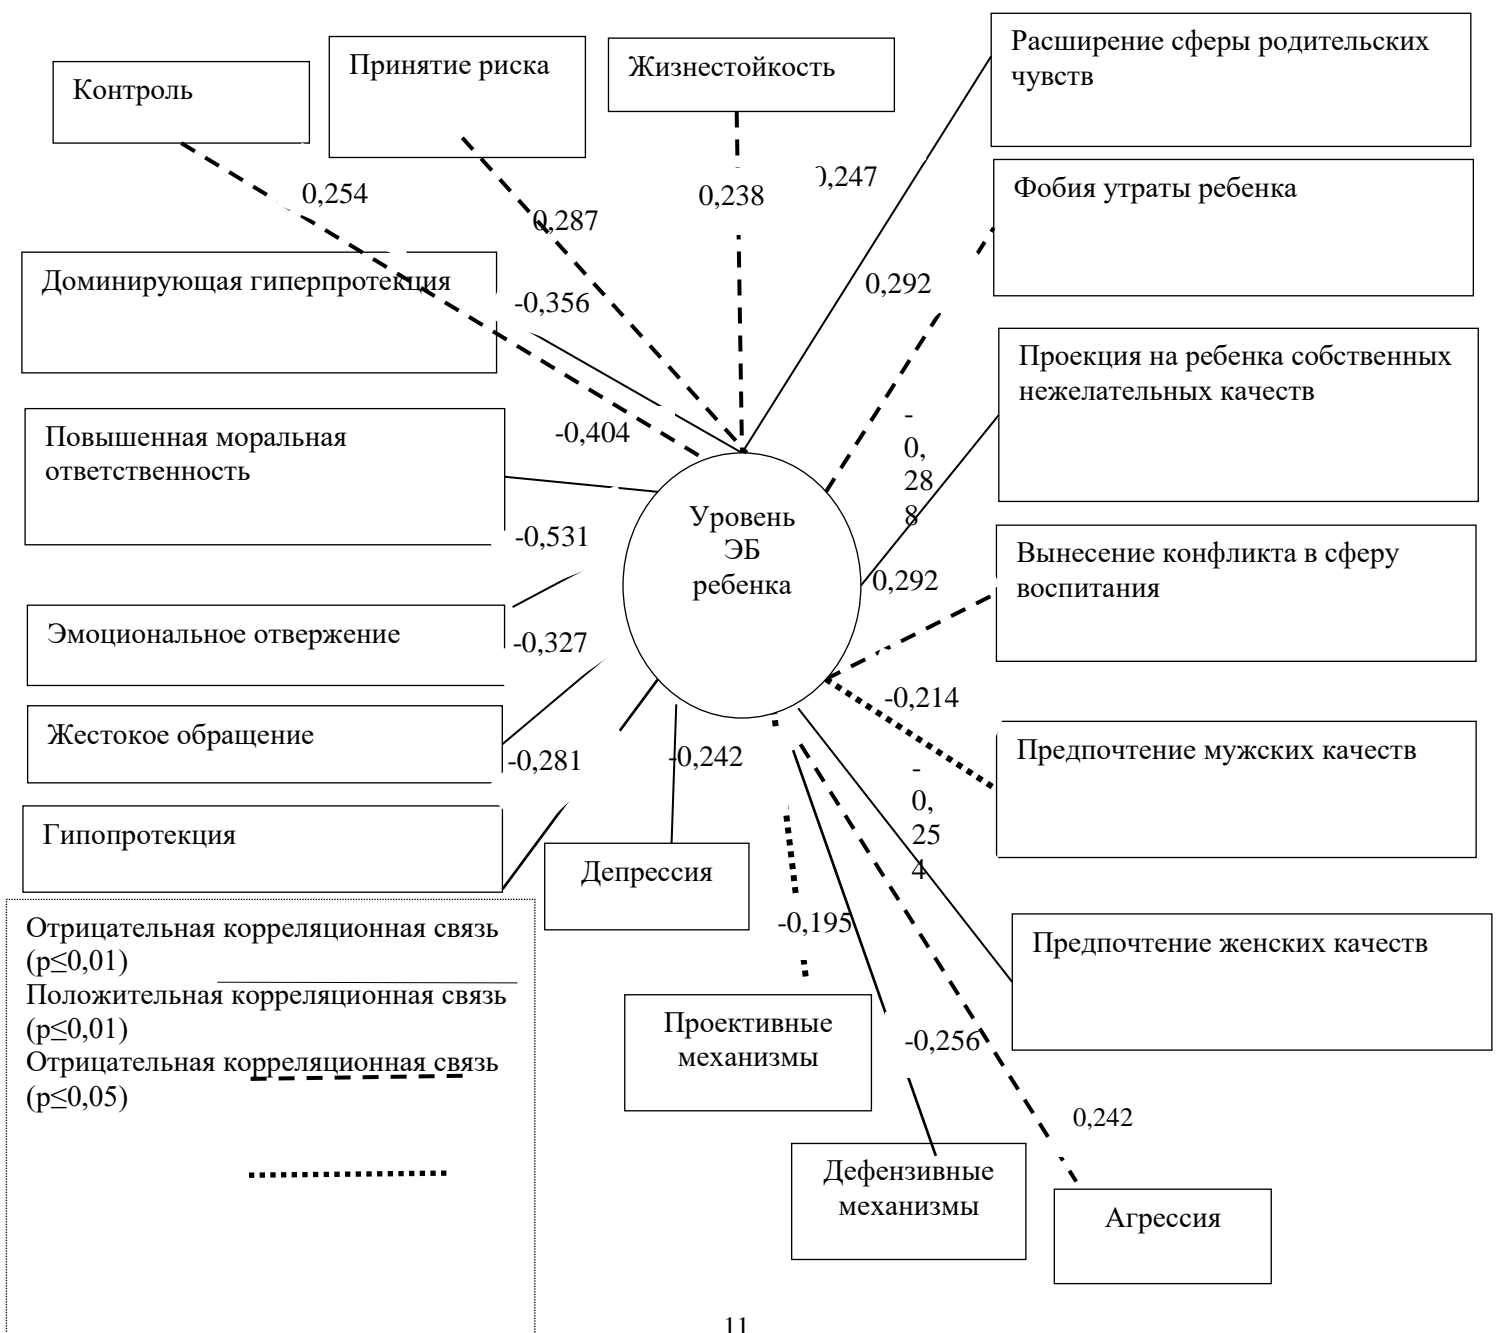 Контроль
Принятие риска
Жизнестойкость
Расширение сферы родительских
чувств
0,254
0,287
0,238
),247
Фобия утраты ребенка
Доминирующая гиперпротекция
-0,356
0,292
Проекция на ребенка собственных
нежелательных качеств
Повышенная моральная
ответственность
-0,404
-
0,
28
8
Уровень
ЭБ
ребенка
-0,531
0,292
Вынесение конфликта в сферу
воспитания
Эмоциональное отвержение
-0,327
-0,214
Жестокое обращение
-0,281
-0,242
Предпочтение мужских качеств
-
0,
25
4
Гипопротекция
Депрессия
-0,195
Предпочтение женских качеств
Отрицательная корреляционная связь
(p≤0,01)
Положительная корреляционная связь
(p≤0,01)
Отрицательная корреляционная связь
(p≤0,05)
Проективные
механизмы
-0,256
0,242
Дефензивные
механизмы
Агрессия
11